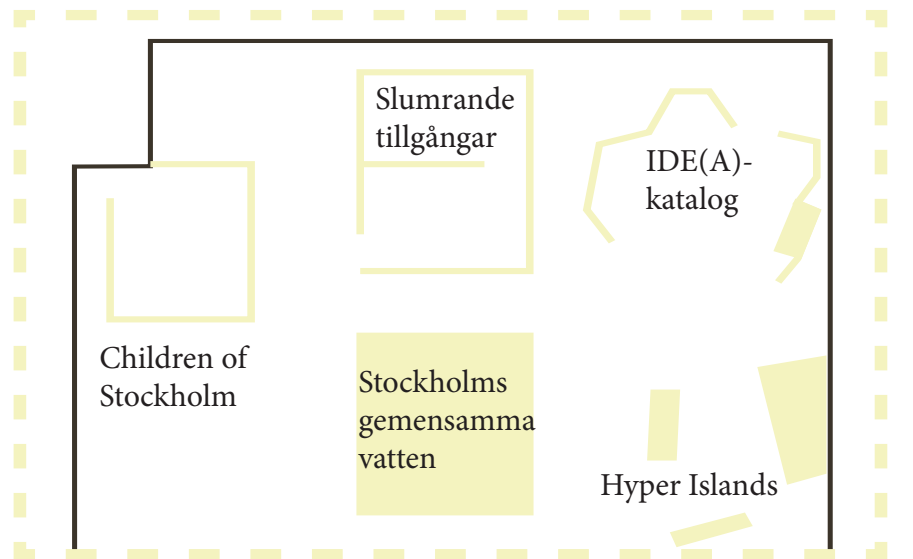 Slumrande
tillgångar
IDE(A)-
katalog
Children of
Stockholm
Stockholms
gemensamma
vatten
Hyper Islands